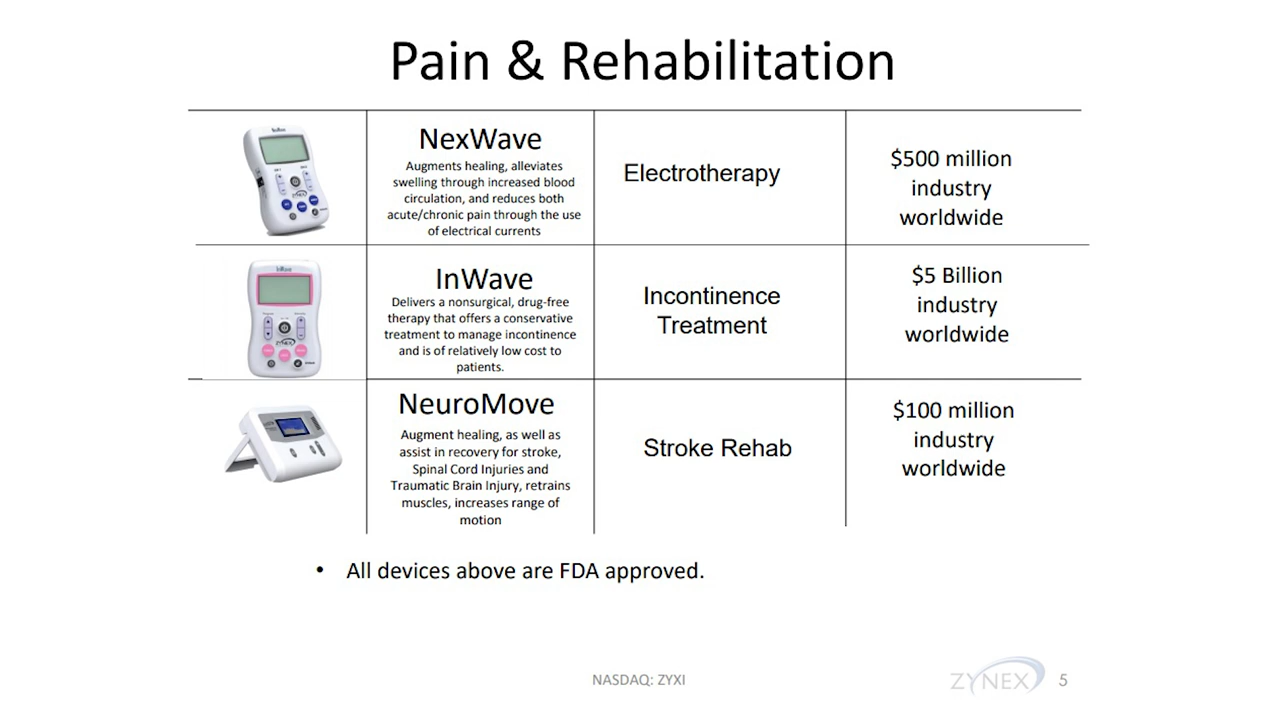 Pain & Rehabilitation
NexWave
Augments healing, alleviates
swelling through increased blood
circulation, and reduces both
acute/chronic pain through the use
of electrical currents
Electrotherapy
$500 million
industry
worldwide
InWave
Delivers a nonsurgical, drug-free
therapy that offers a conservative
treatment to manage incontinence
and is of relatively low cost to
patients.
Incontinence
Treatment
$5 Billion
industry
worldwide
ZYNEX
NeuroMove
Augment healing, as well as
assist in recovery for stroke,
Spinal Cord Injuries and
Traumatic Brain Injury, retrains
muscles, increases range of
motion
Stroke Rehab
$100 million
industry
worldwide
• All devices above are FDA approved.
NASDAQ: ZYXI
ZYNEX
5